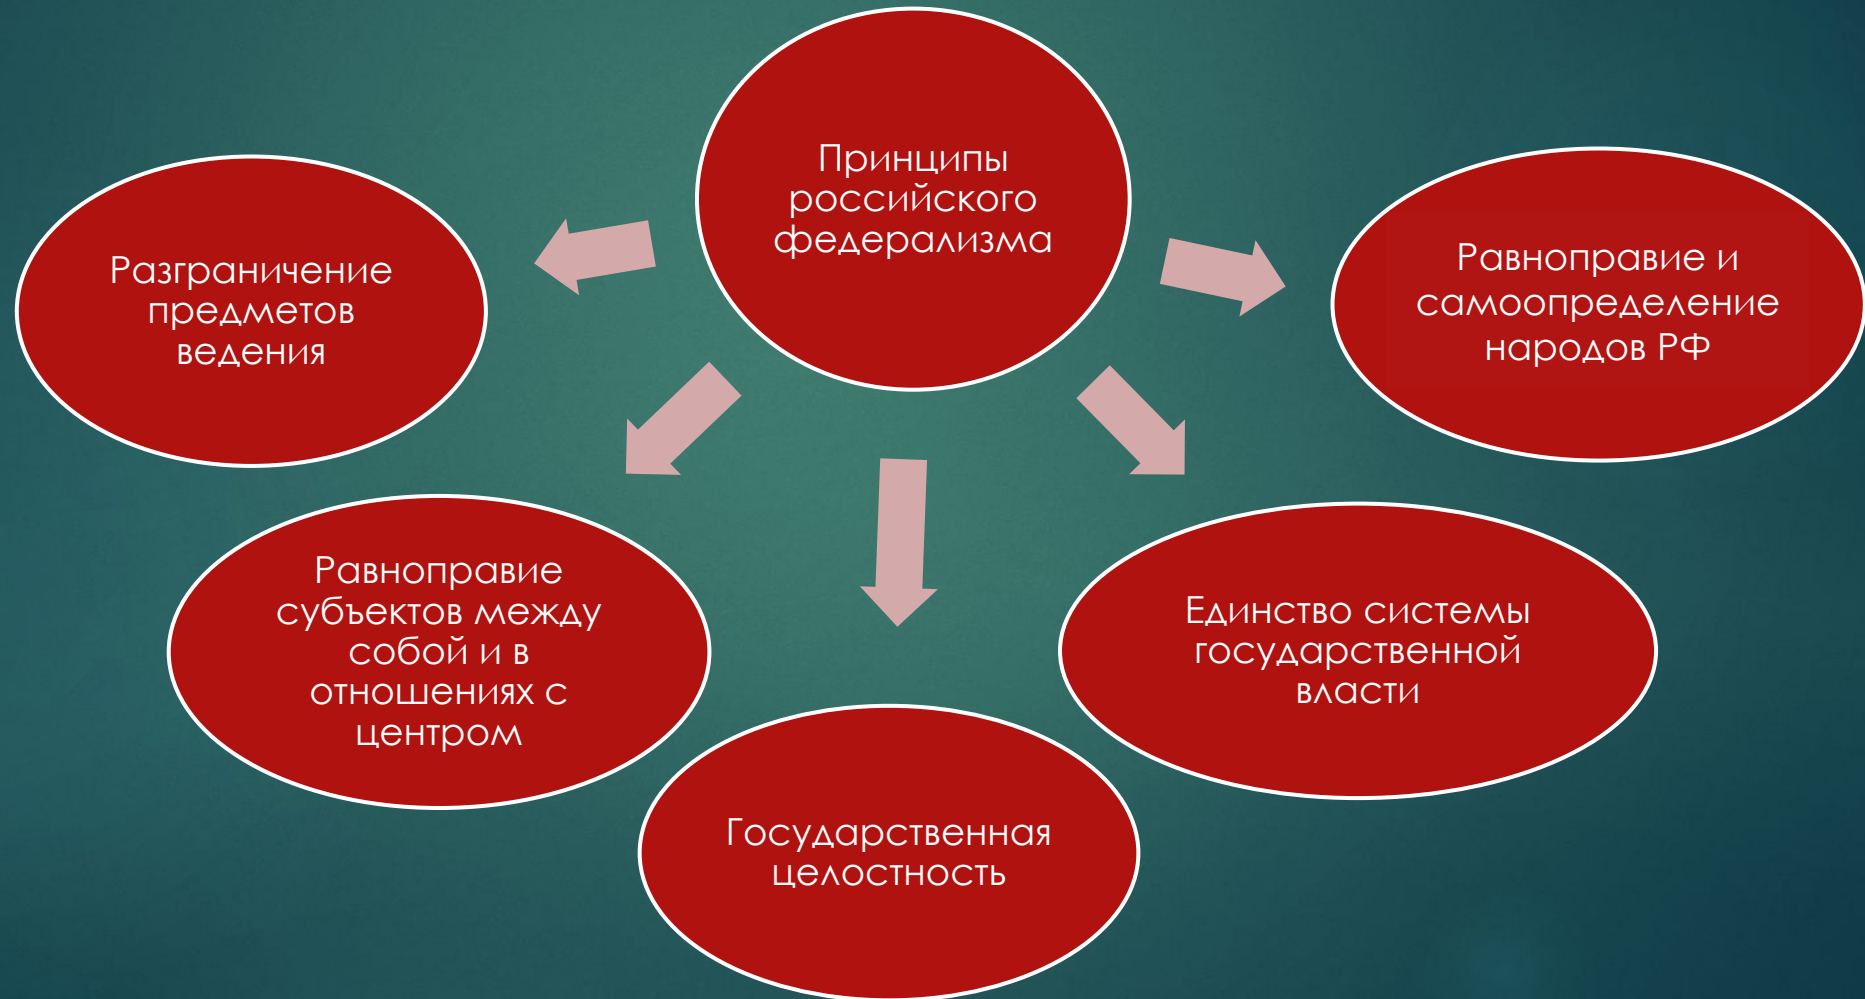 Принципы
российского
федерализма
Разграничение
предметов
ведения
Равноправие
субъектов между
собой и в
отношениях с
центром
Государственная
целостность
Единство системы
государственной
власти
Равноправие и
самоопределение
народов РФ